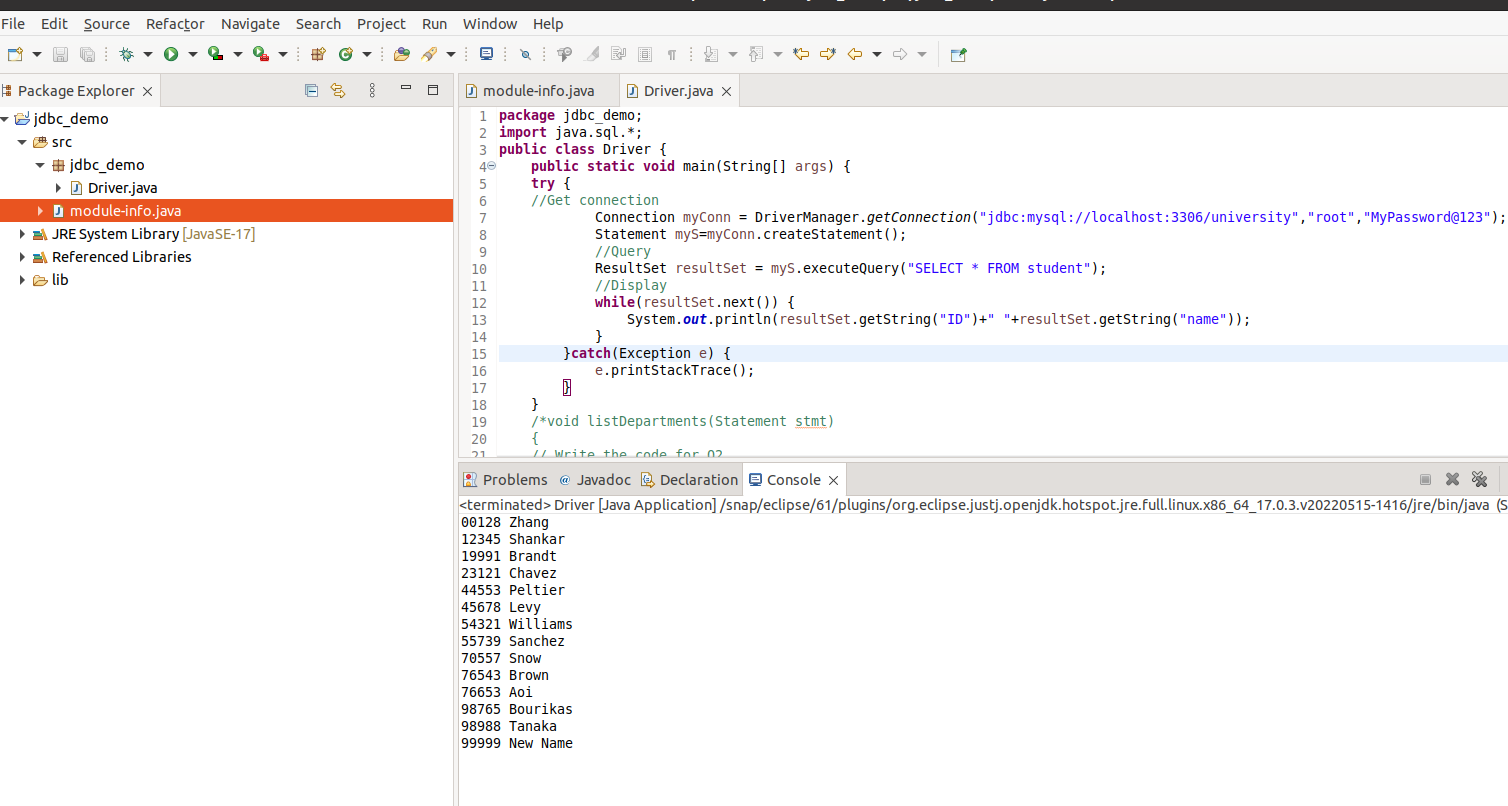 File Edit Source Refactor Navigate Search Project Run Window Help
Package Explorer
jdbc_demo
src
jdbc_demo
Driver.java
module-info.java
JRE System Library [JavaSE-17]
Referenced Libraries
lib
module-info.java Driver.java
1 package jdbc_demo;
2 import java.sql.*;
3 public class Driver {
4 public static void main(String[] args) {
5 try {
6 //Get connection
7 Connection myConn = DriverManager.getConnection("jdbc:mysql://localhost:3306/university","root","MyPassword@123");
8 Statement myS=myConn.createStatement();
9 //Query
10 ResultSet resultSet = myS.executeQuery("SELECT * FROM student");
11 //Display
12 while(resultSet.next()) {
13 System.out.println(resultSet.getString("ID")+" "+resultSet.getString("name"));
14 }
15 }catch(Exception e) {
16 e.printStackTrace();
17 }
18 }
19 /*void listDepartments(Statement stmt)
20 {
21 // Write the code for Q2
Problems Javadoc Declaration Console
<terminated> Driver [Java Application] /snap/eclipse/61/plugins/org.eclipse.justj.openjdk.hotspot.jre.full.linux.x86_64_17.0.3.v20220515-1416/jre/bin/java (S
00128 Zhang
12345 Shankar
19991 Brandt
23121 Chavez
44553 Peltier
45678 Levy
54321 Williams
55739 Sanchez
70557 Snow
76543 Brown
76653 Aoi
98765 Bourikas
98988 Tanaka
99999 New Name